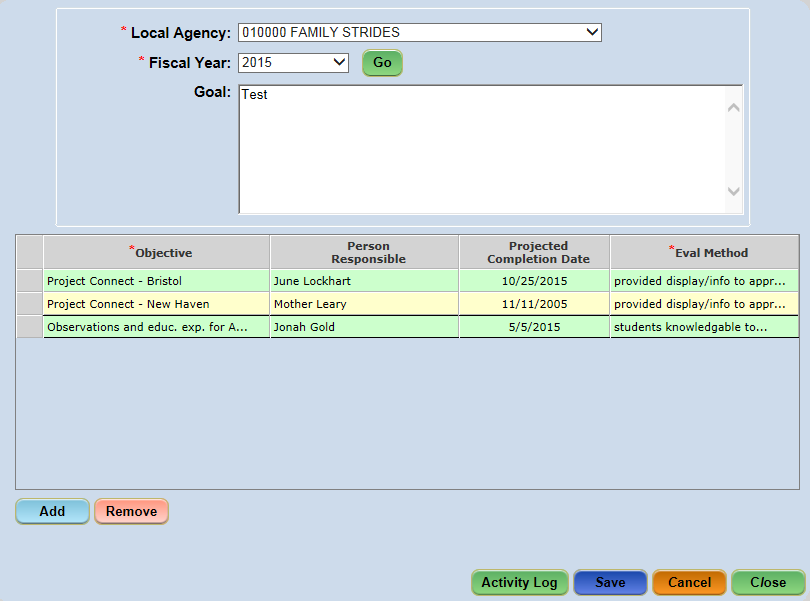 * Local Agency: 010000 FAMILY STRIDES
* Fiscal Year: 2015 Go
Goal: Test
*Objective Person Responsible Projected Completion Date *Eval Method
Project Connect - Bristol June Lockhart 10/25/2015 provided display/info to appr...
Project Connect - New Haven Mother Leary 11/11/2005 provided display/info to appr...
Observations and educ. exp. for A... Jonah Gold 5/5/2015 students knowledgable to...
Add Remove
Activity Log Save Cancel Close